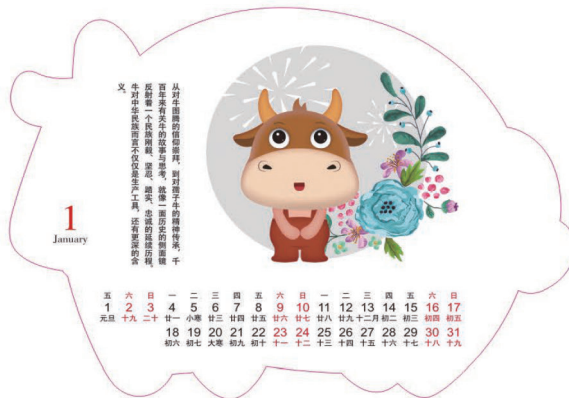 从对牛图腾的信仰崇拜，到对孺子牛的精神传承，千
百年来有关牛的故事与思考，就像一面历史的侧面镜
反射着一个民族刚毅、坚忍、踏实、忠诚的延续历程。
牛对中华民族而言不仅仅是生产工具，还有更深的含
义。
1
January
五 六 日 一 二 三 四 五 六 日 一 二 三 四 五 六 日
1 2 3 4 5 6 7 8 9 10 11 12 13 14 15 16 17
元旦 十九 二十 廿一 小寒 廿三 廿四 廿五 廿六 廿七 廿八 廿九 十二月 初二 初三 初四 初五
18 19 20 21 22 23 24 25 26 27 28 29 30 31
初六 初七 大寒 初九 初十 十一 十二 十三 十四 十五 十六 十七 十八 十九